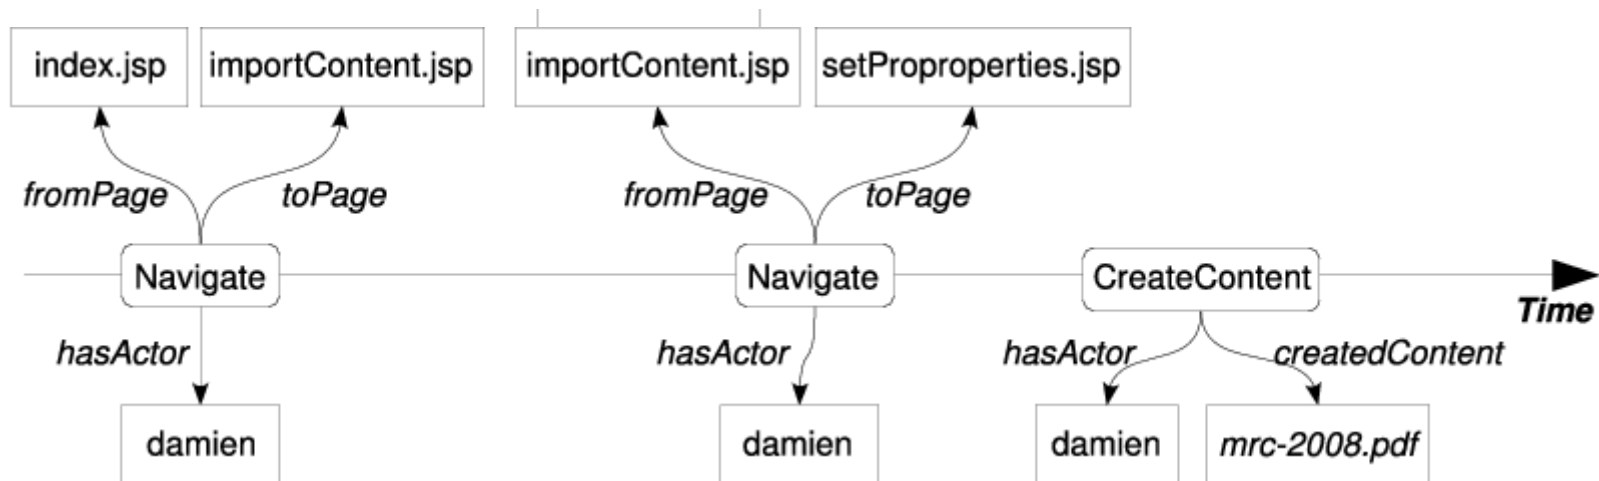 index.jsp importContent.jsp importContent.jsp setProproperties.jsp
fromPage toPage fromPage toPage
Navigate Navigate CreateContent
Time
hasActor hasActor hasActor createdContent
damien damien damien mrc-2008.pdf